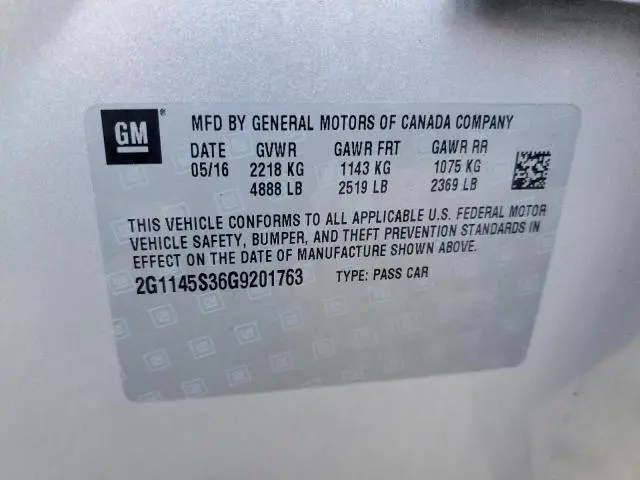 GM
MFD BY GENERAL MOTORS OF CANADA COMPANY
DATE GVWR GAWR FRT GAWR RR
05/16 2218 KG 1143 KG 1075 KG
4888 LB 2519 LB 2369 LB
THIS VEHICLE CONFORMS TO ALL APPLICABLE U.S. FEDERAL MOTOR
VEHICLE SAFETY, BUMPER, AND THEFT PREVENTION STANDARDS IN
EFFECT ON THE DATE OF MANUFACTURE SHOWN ABOVE.
2G1145S36G9201763 TYPE: PASS CAR